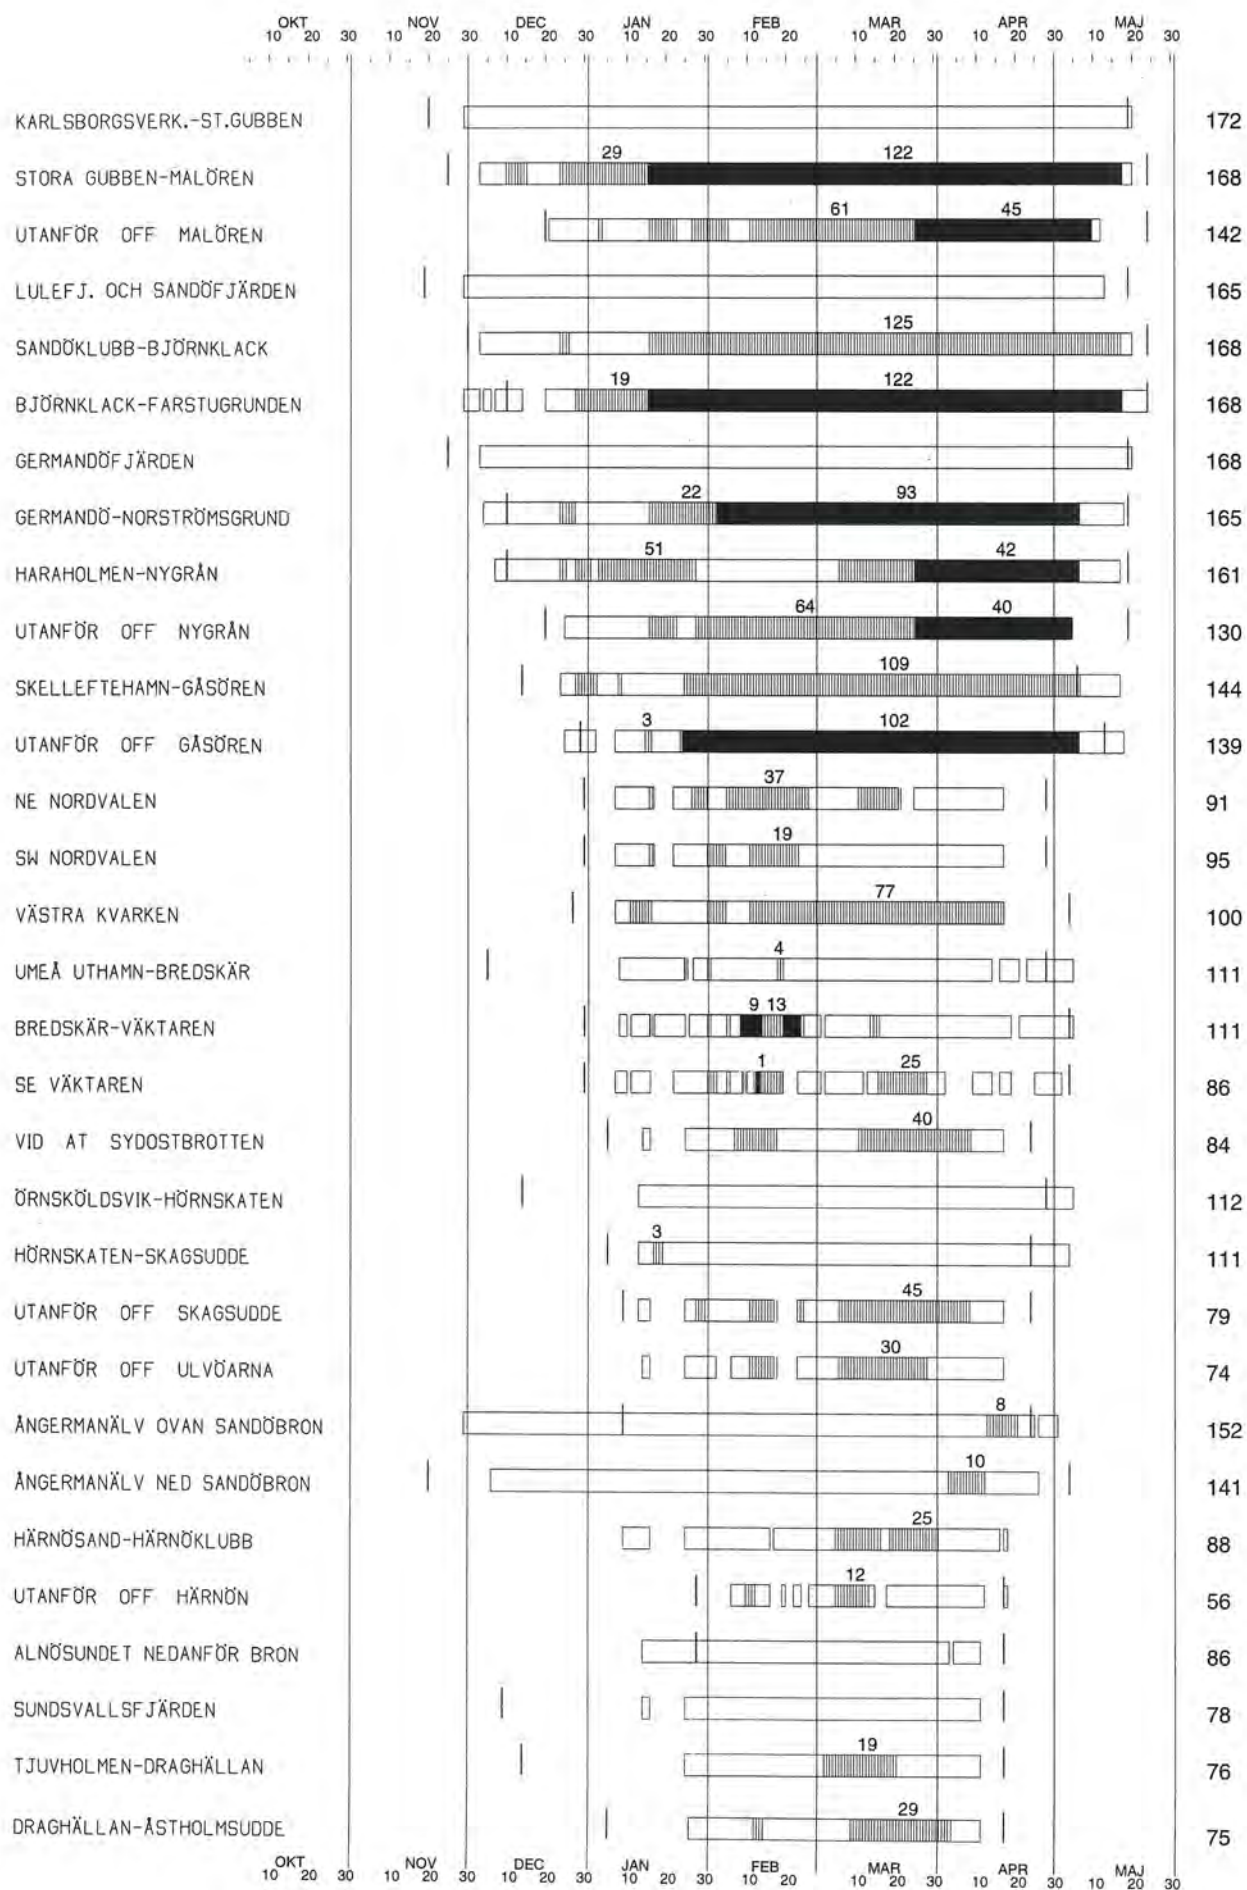 OKT NOV DEC JAN FEB MAR APR MAJ
10 20 30 10 20 30 10 20 30 10 20 30 10 20 10 20 30 10 20 30 10 20 30
KARLSBORGSVERK.-ST.GUBBEN 172
29 122
STORA GUBBEN-MALÖREN 168
61 45
UTANFÖR OFF MALÖREN 142
LULEFJ. OCH SANDÖFJÄRDEN 165
125
SANDÖKLUBB-BJÖRNKLACK 168
19 122
BJÖRNKLACK-FARSTUGRUNDEN 168
GERMANDÖFJÄRDEN 168
22 93
GERMANDÖ-NORSTRÖMSGRUND 165
51 42
HARAHOLMEN-NYGRÅN 161
64 40
UTANFÖR OFF NYGRÅN 130
109
SKELLEFTEHAMN-GÅSÖREN 144
3 102
UTANFÖR OFF GÅSÖREN 139
37
NE NORDVALEN 91
19
SW NORDVALEN 95
77
VÄSTRA KVARKEN 100
4
UMEÅ UTHAMN-BREDSKÄR 111
9 13
BREDSKÄR-VÄKTAREN 111
1 25
SE VÄKTAREN 86
40
VID AT SYDOSTBROTTEN 84
ÖRNSKÖLDSVIK-HÖRNSKATEN 112
3
HÖRNSKATEN-SKAGSUDDE 111
45
UTANFÖR OFF SKAGSUDDE 79
30
UTANFÖR OFF ULVÖARNA 74
8
ÅNGERMANÄLV OVAN SANDÖBRON 152
10
ÅNGERMANÄLV NED SANDÖBRON 141
25
HÄRNÖSAND-HÄRNÖKLUBB 88
12
UTANFÖR OFF HÄRNÖN 56
ALNÖSUNDET NEDANFÖR BRON 86
SUNDSVALLSFJÄRDEN 78
19
TJUVHOLMEN-DRAGHÄLLAN 76
29
DRAGHÄLLAN-ÅSTHOLMSUDDE 75
OKT NOV DEC JAN FEB MAR APR MAJ
10 20 30 10 20 30 10 20 30 10 20 30 10 20 10 20 30 10 20 30 10 20 30